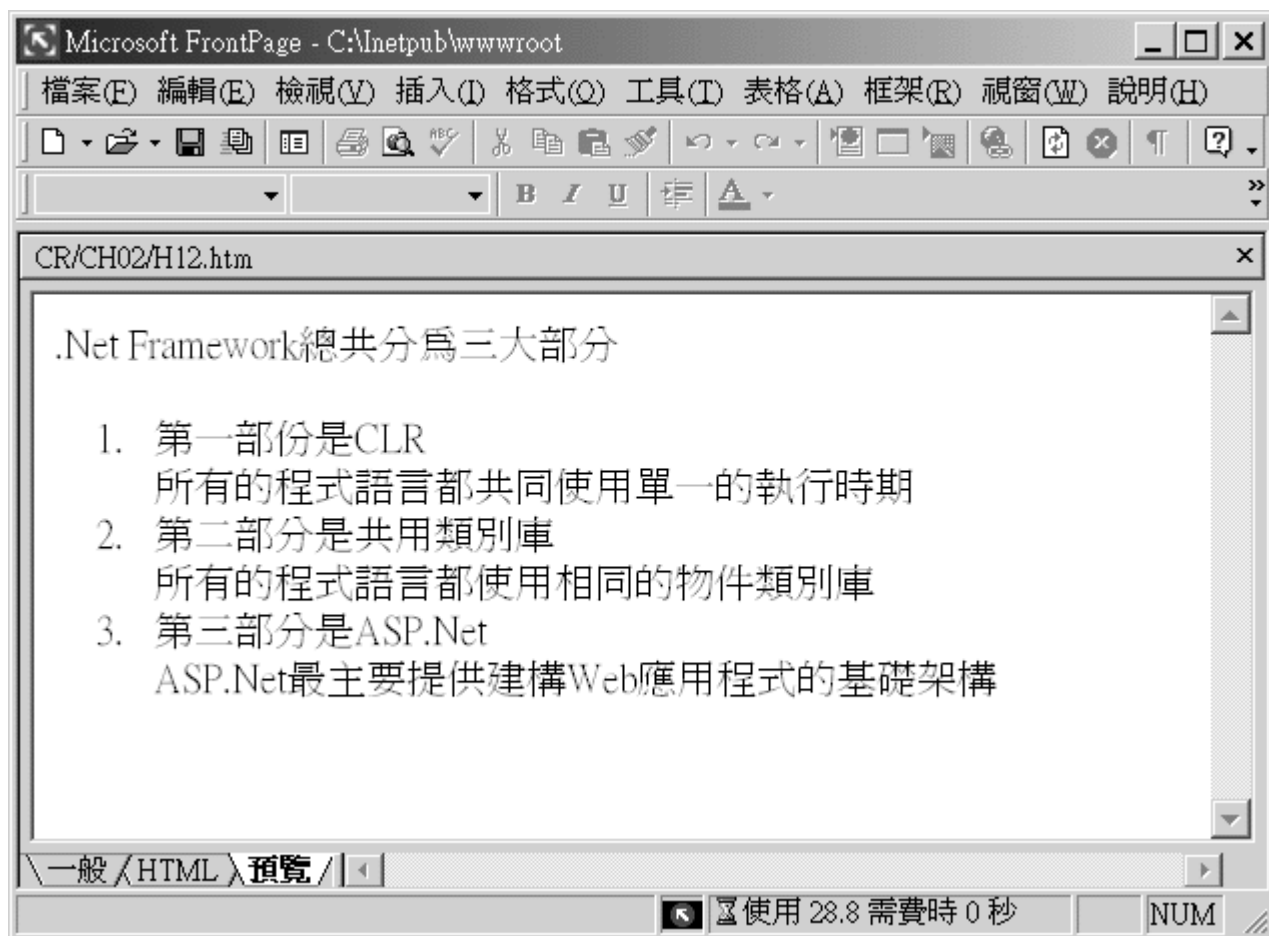 Microsoft FrontPage - C:\Inetpub\wwwroot
檔案(F) 編輯(E) 檢視(V) 插入(I) 格式(O) 工具(T) 表格(A) 框架(R) 視窗(W) 說明(H)
B I U A
CR/CH02/H12.htm
.Net Framework總共分爲三大部分
1. 第一部份是CLR
所有的程式語言都共同使用單一的執行時期
2. 第二部分是共用類別庫
所有的程式語言都使用相同的物件類別庫
3. 第三部分是ASP.Net
ASP.Net最主要提供建構Web應用程式的基礎架構
一般 HTML 預覽
使用 28.8 需費時 0 秒 NUM